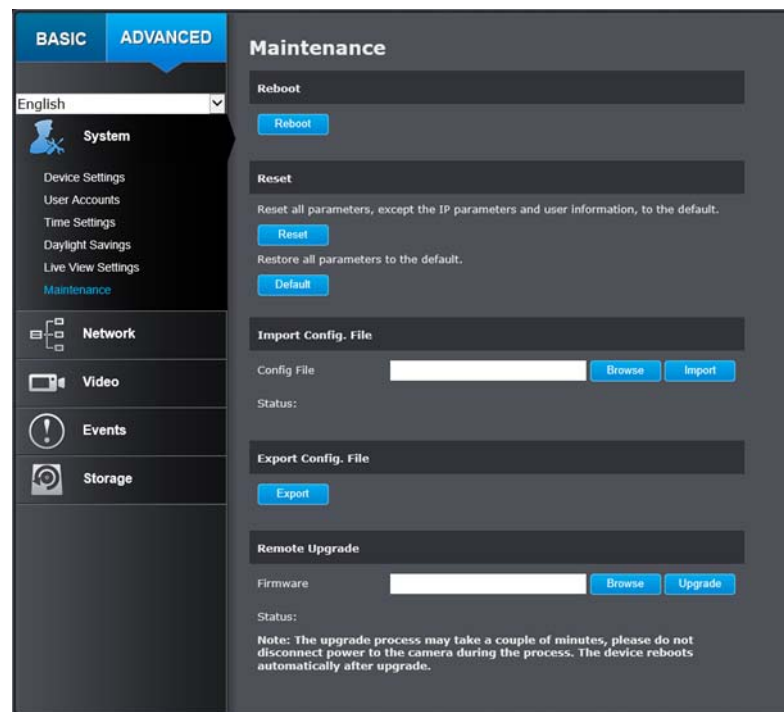 BASIC ADVANCED
English
System
Device Settings
User Accounts
Time Settings
Daylight Savings
Live View Settings
Maintenance
Network
Video
Events
Storage
Maintenance
Reboot
Reboot
Reset
Reset all parameters, except the IP parameters and user information, to the default.
Reset
Restore all parameters to the default.
Default
Import Config. File
Config File Browse Import
Status:
Export Config. File
Export
Remote Upgrade
Firmware Browse Upgrade
Status:
Note: The upgrade process may take a couple of minutes, please do not
disconnect power to the camera during the process. The device reboots
automatically after upgrade.